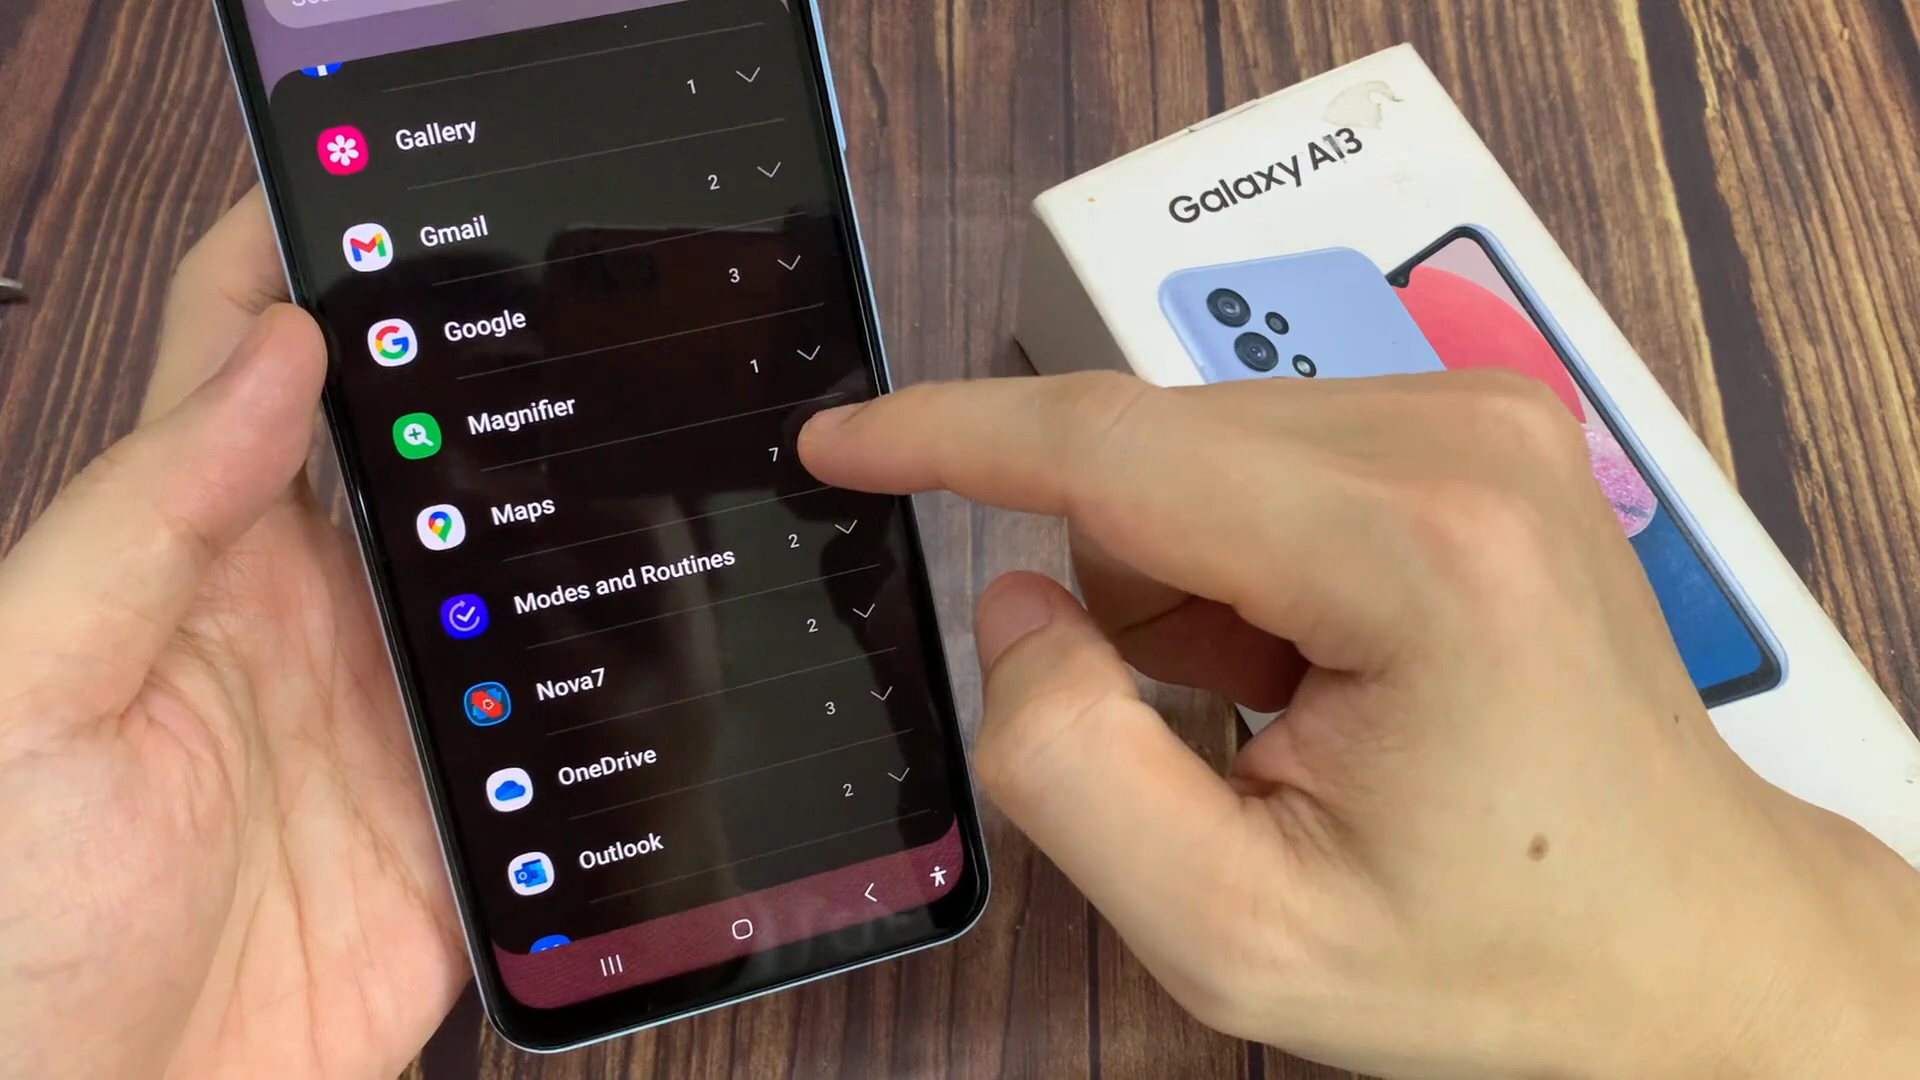 Gallery 1
Gmail 2
Google 3
Magnifier 1
Maps 7
Modes and Routines 2
Nova7 2
OneDrive 3
Outlook 2
Galaxy A13